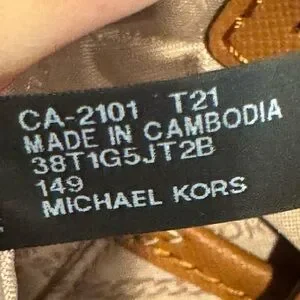 CA-2101 T21
MADE IN CAMBODIA
38T1G5JT2B
149
MICHAEL KORS